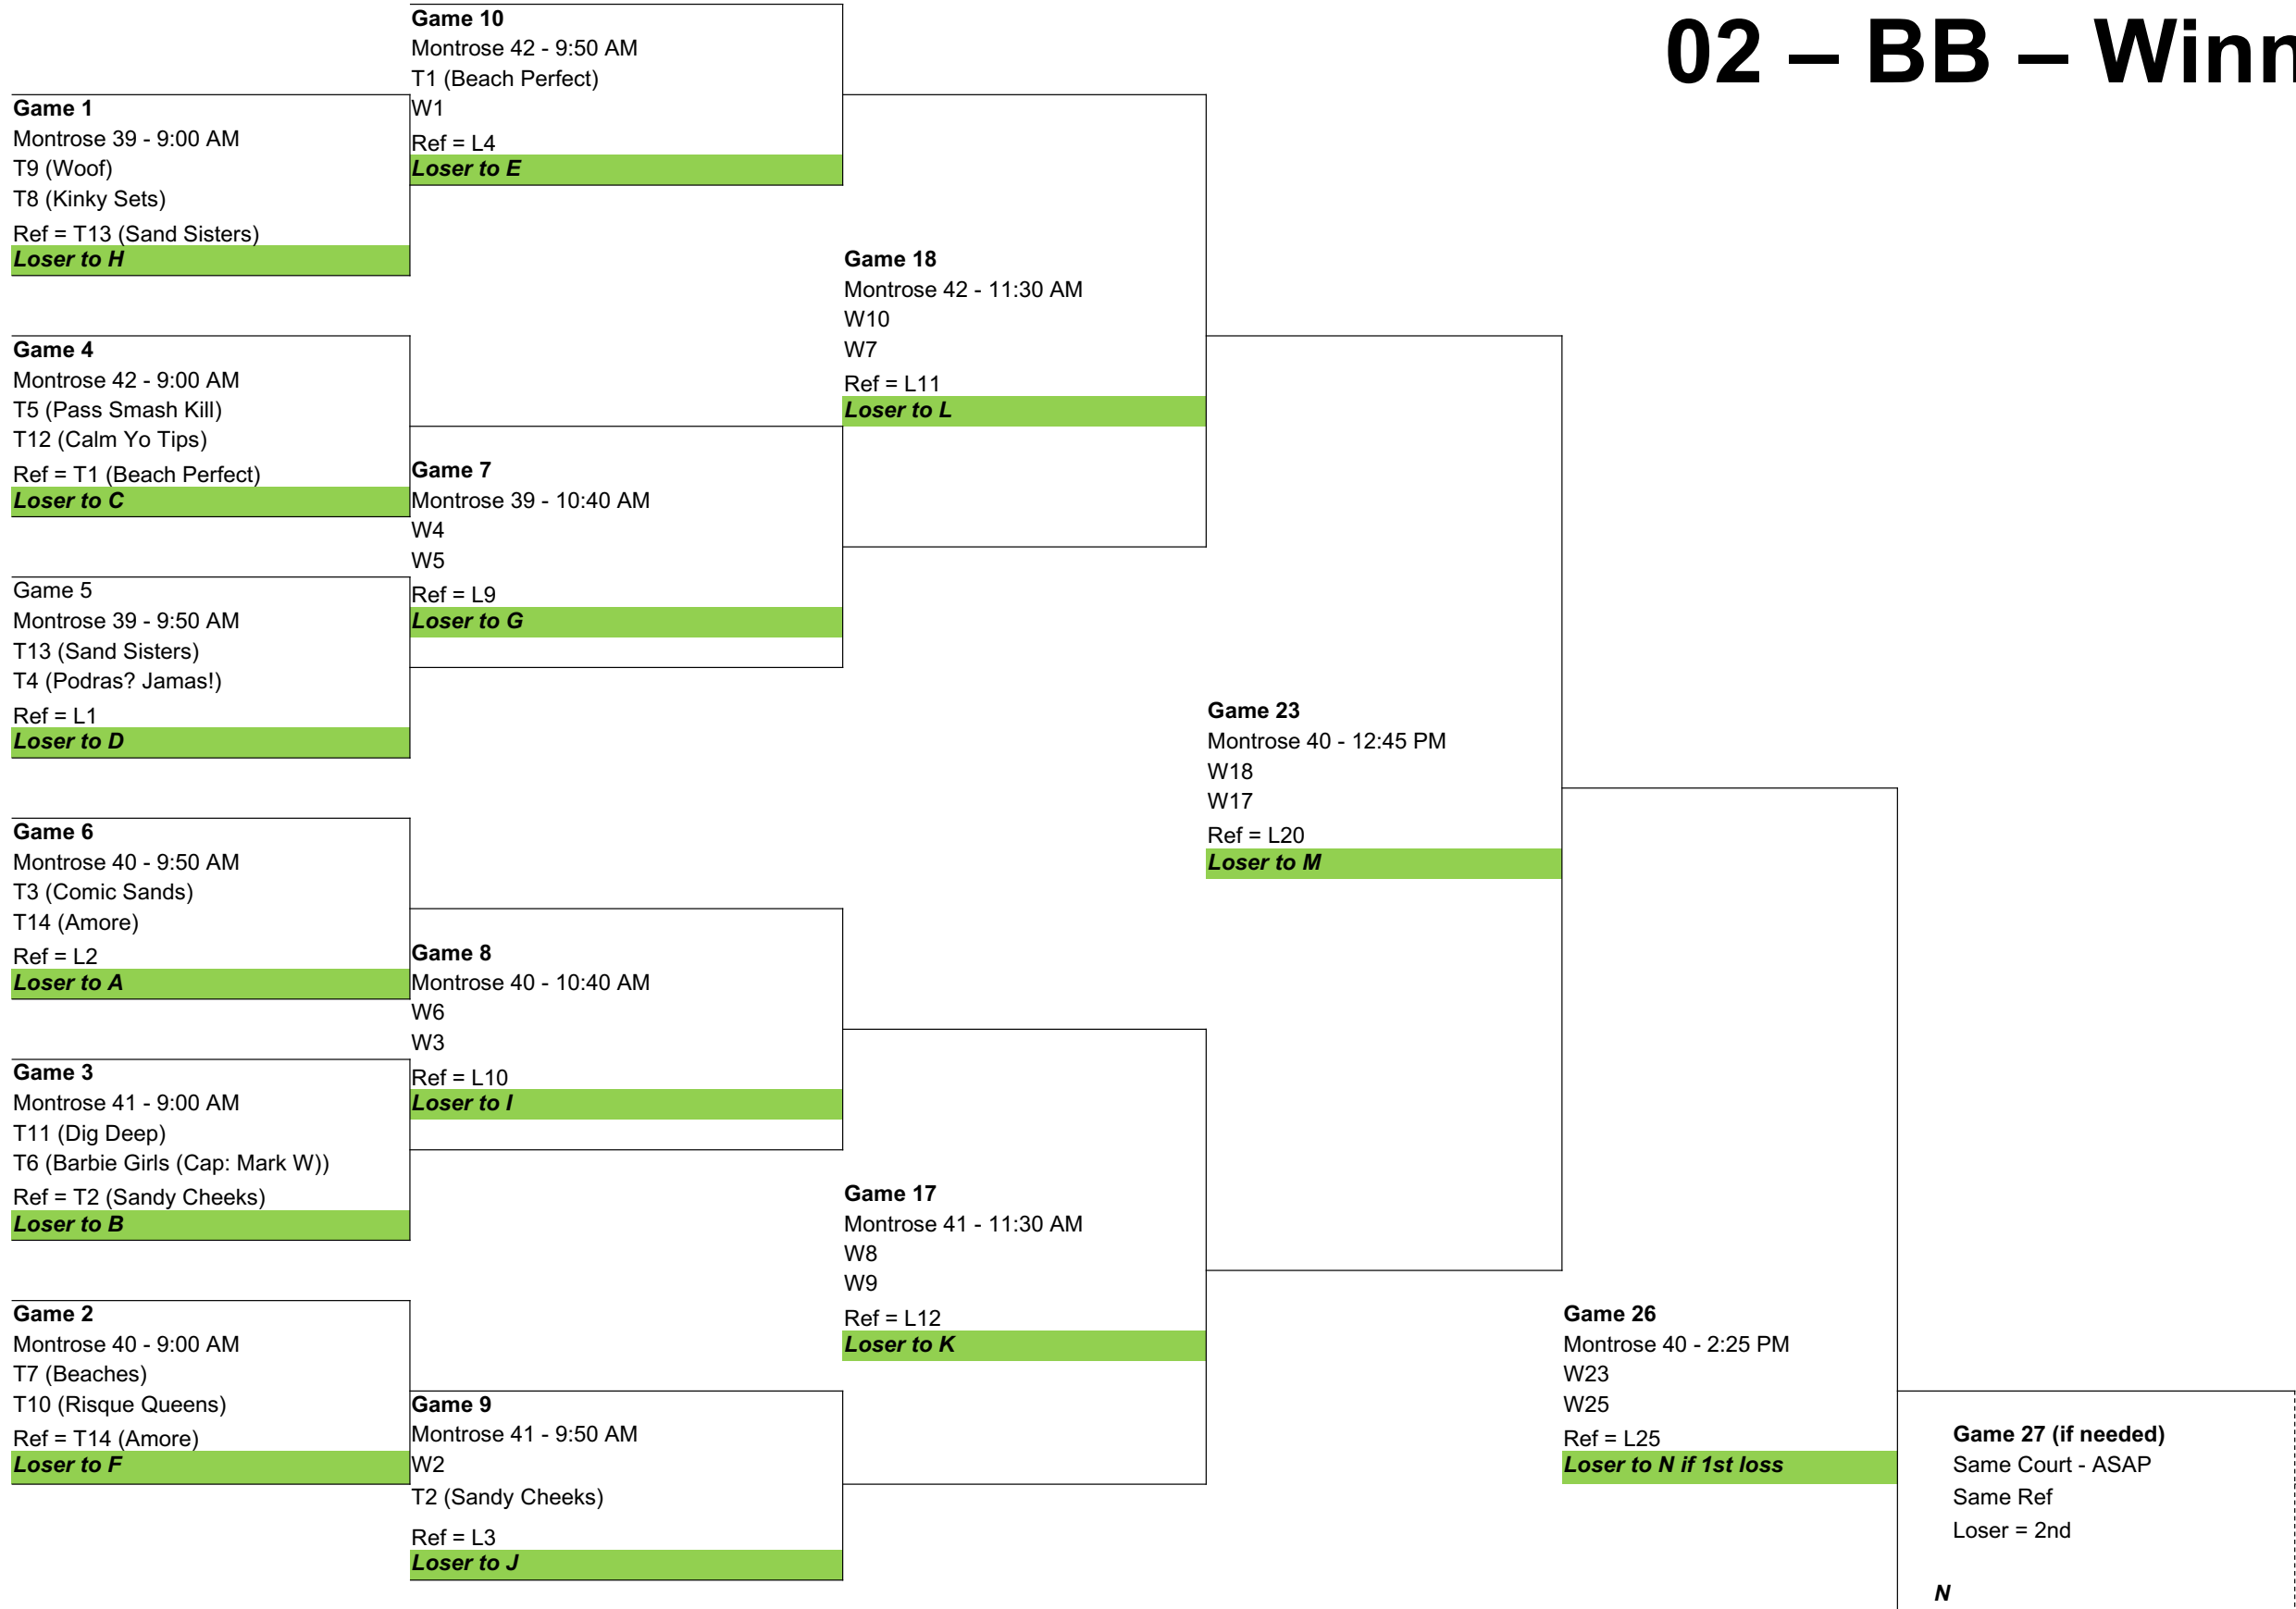 02 – BB – Winn
Game 1
Montrose 39 - 9:00 AM
T9 (Woof)
T8 (Kinky Sets)
Ref = T13 (Sand Sisters)
Loser to H
Game 4
Montrose 42 - 9:00 AM
T5 (Pass Smash Kill)
T12 (Calm Yo Tips)
Ref = T1 (Beach Perfect)
Loser to C
Game 5
Montrose 39 - 9:50 AM
T13 (Sand Sisters)
T4 (Podras? Jamas!)
Ref = L1
Loser to D
Game 6
Montrose 40 - 9:50 AM
T3 (Comic Sands)
T14 (Amore)
Ref = L2
Loser to A
Game 3
Montrose 41 - 9:00 AM
T11 (Dig Deep)
T6 (Barbie Girls (Cap: Mark W))
Ref = T2 (Sandy Cheeks)
Loser to B
Game 2
Montrose 40 - 9:00 AM
T7 (Beaches)
T10 (Risque Queens)
Ref = T14 (Amore)
Loser to F
Game 10
Montrose 42 - 9:50 AM
T1 (Beach Perfect)
W1
Ref = L4
Loser to E
Game 7
Montrose 39 - 10:40 AM
W4
W5
Ref = L9
Loser to G
Game 8
Montrose 40 - 10:40 AM
W6
W3
Ref = L10
Loser to I
Game 9
Montrose 41 - 9:50 AM
W2
T2 (Sandy Cheeks)
Ref = L3
Loser to J
Game 18
Montrose 42 - 11:30 AM
W10
W7
Ref = L11
Loser to L
Game 17
Montrose 41 - 11:30 AM
W8
W9
Ref = L12
Loser to K
Game 23
Montrose 40 - 12:45 PM
W18
W17
Ref = L20
Loser to M
Game 26
Montrose 40 - 2:25 PM
W23
W25
Ref = L25
Loser to N if 1st loss
Game 27 (if needed)
Same Court - ASAP
Same Ref
Loser = 2nd
N